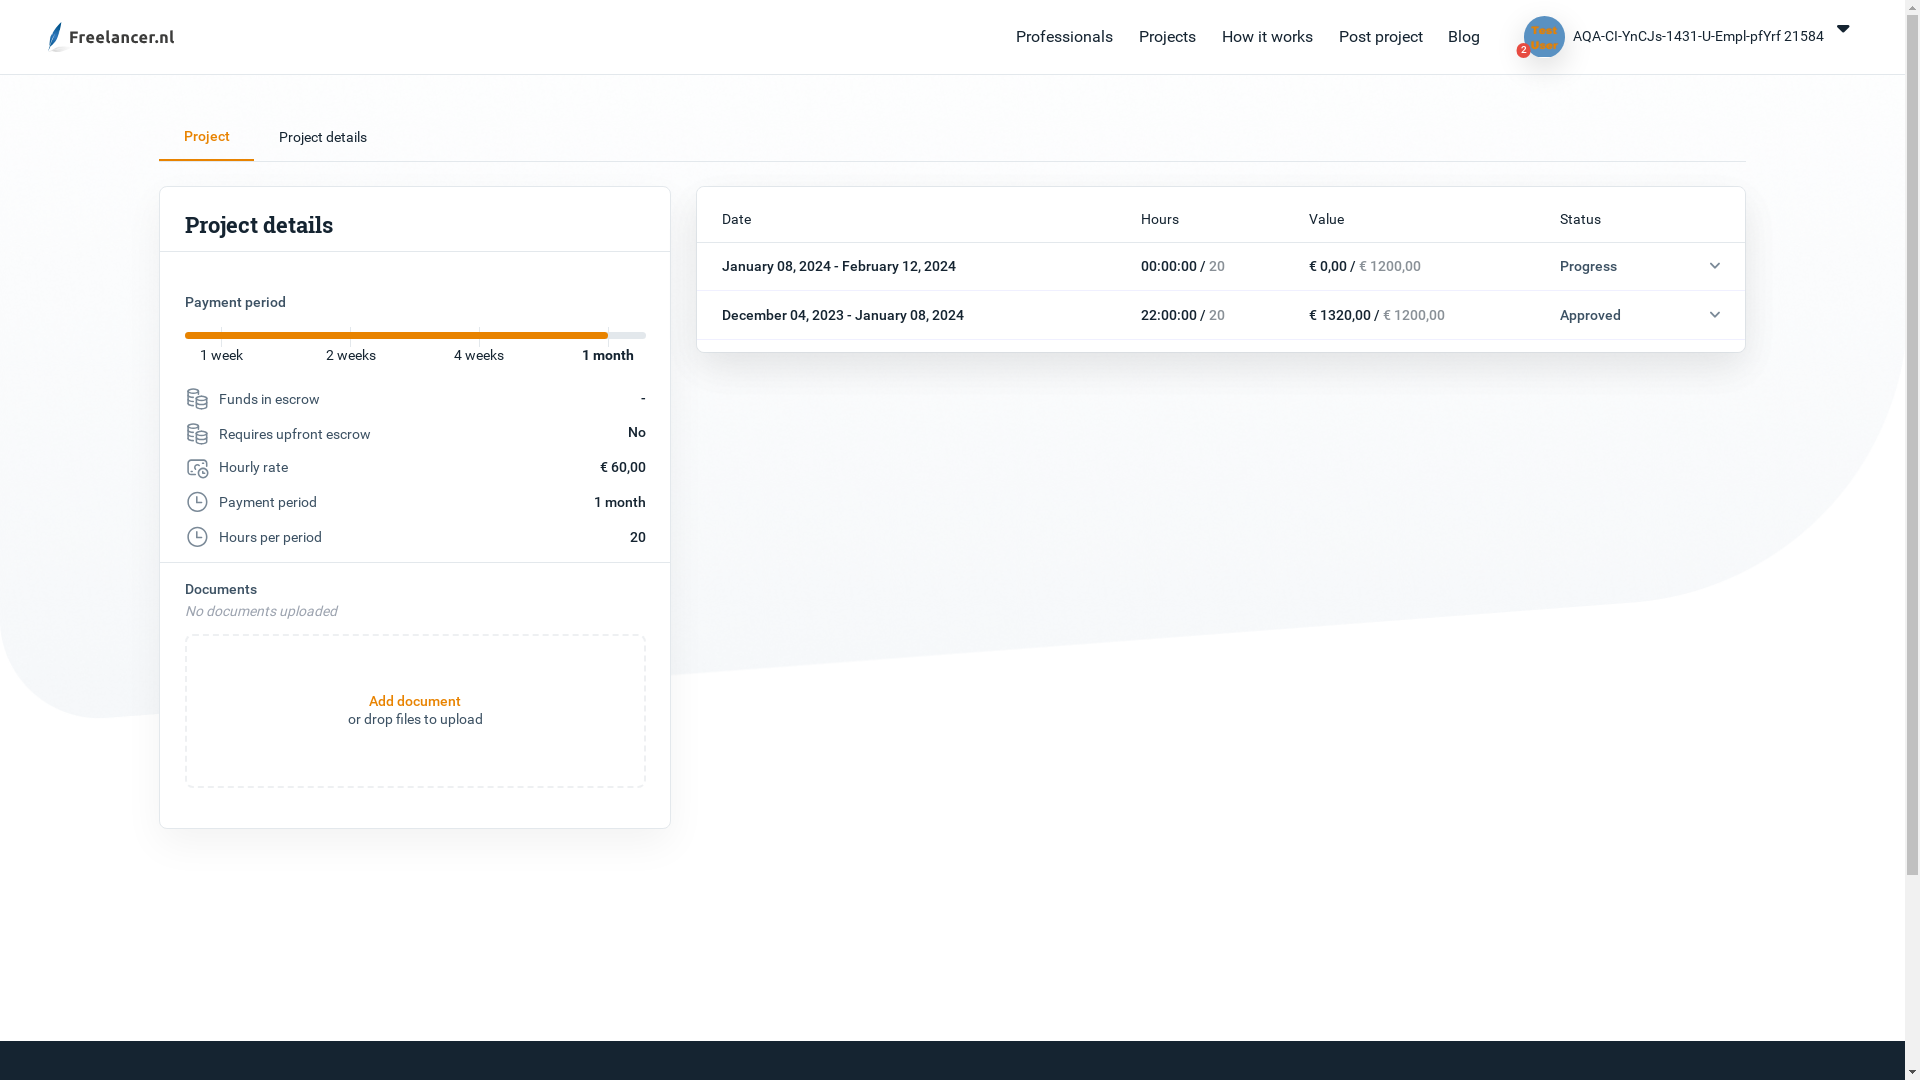 Freelancer.nl
Professionals
Projects
How it works
Post project
Blog
Test
User
2
AQA-CI-YnCJs-1431-U-Empl-pfYrf 21584
Project
Project details
Project details
Payment period
1 week
2 weeks
4 weeks
1 month
Funds in escrow -
Requires upfront escrow No
Hourly rate € 60,00
Payment period 1 month
Hours per period 20
Documents
No documents uploaded
Add document
or drop files to upload
Date Hours Value Status
January 08, 2024 - February 12, 2024 00:00:00 / 20 € 0,00 / € 1200,00 Progress
December 04, 2023 - January 08, 2024 22:00:00 / 20 € 1320,00 / € 1200,00 Approved